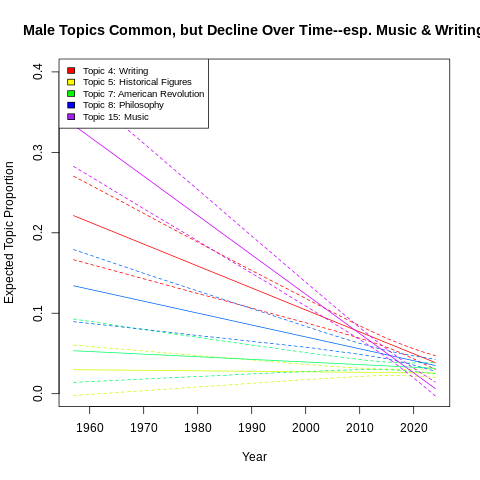 Male Topics Common, but Decline Over Time--esp. Music & Writing
Topic 4: Writing
Topic 5: Historical Figures
Topic 7: American Revolution
Topic 8: Philosophy
Topic 15: Music
Expected Topic Proportion
0.4
0.3
0.2
0.1
0.0
1960 1970 1980 1990 2000 2010 2020
Year